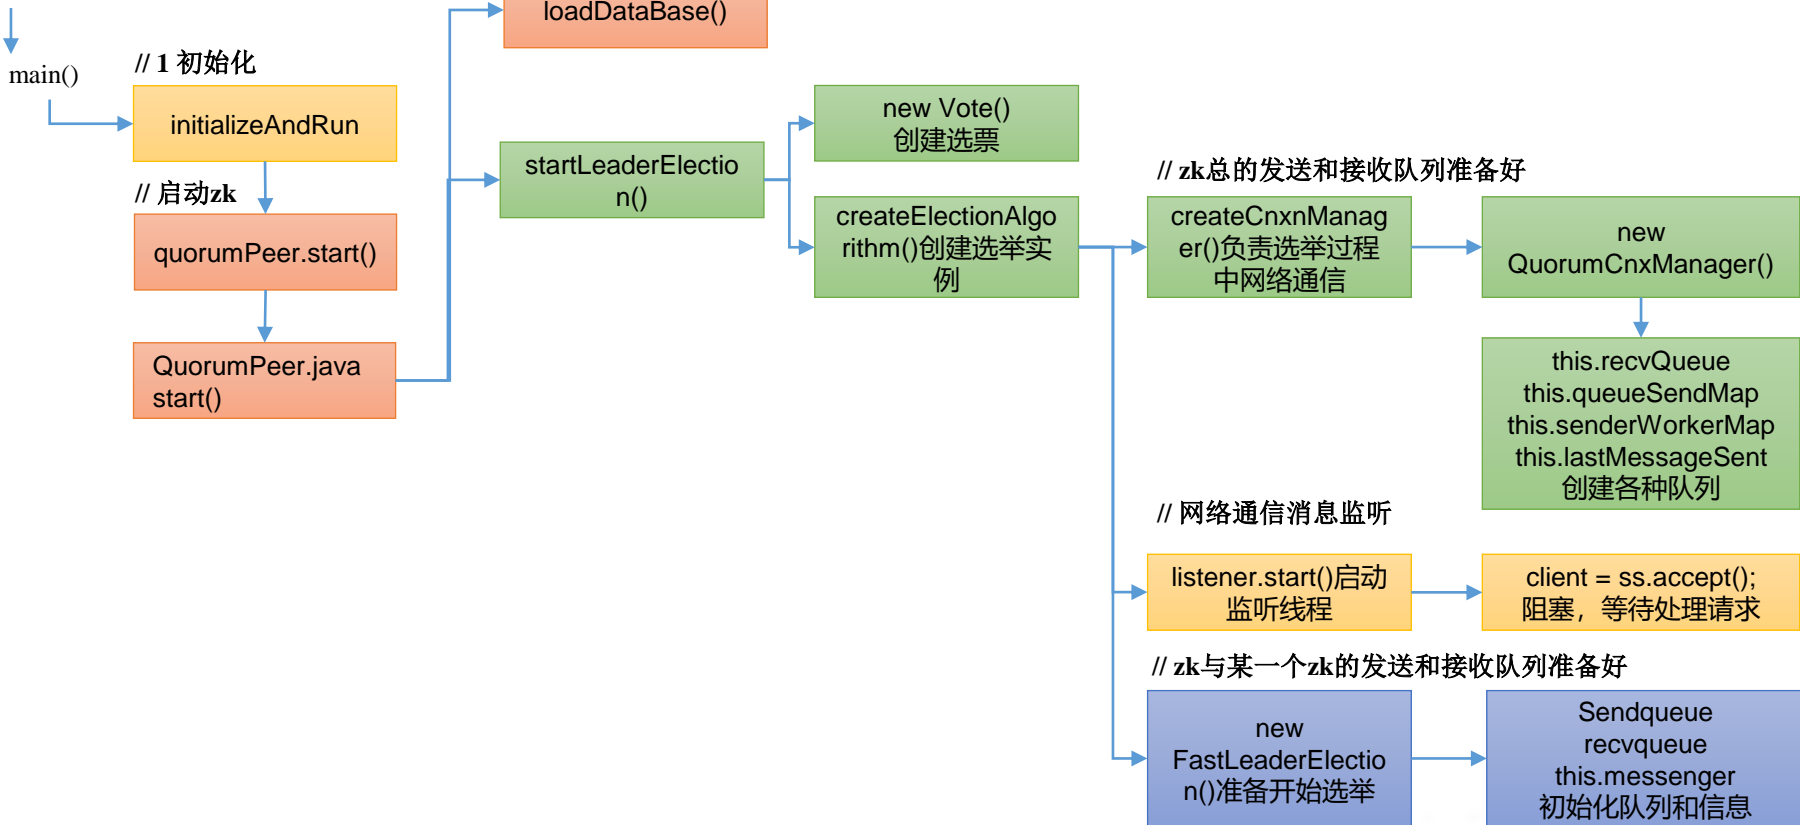 loadDataBase()
main()
// 1 初始化
initializeAndRun
// 启动zk
quorumPeer.start()
QuorumPeer.java
start()
startLeaderElectio
n()
new Vote()
创建选票
createElectionAlgo
rithm()创建选举实
例
// zk总的发送和接收队列准备好
createCnxnManag
er()负责选举过程
中网络通信
new
QuorumCnxManager()
this.recvQueue
this.queueSendMap
this.senderWorkerMap
this.lastMessageSent
创建各种队列
// 网络通信消息监听
listener.start()启动
监听线程
client = ss.accept();
阻塞，等待处理请求
// zk与某一个zk的发送和接收队列准备好
new
FastLeaderElectio
n()准备开始选举
Sendqueue
recvqueue
this.messenger
初始化队列和信息